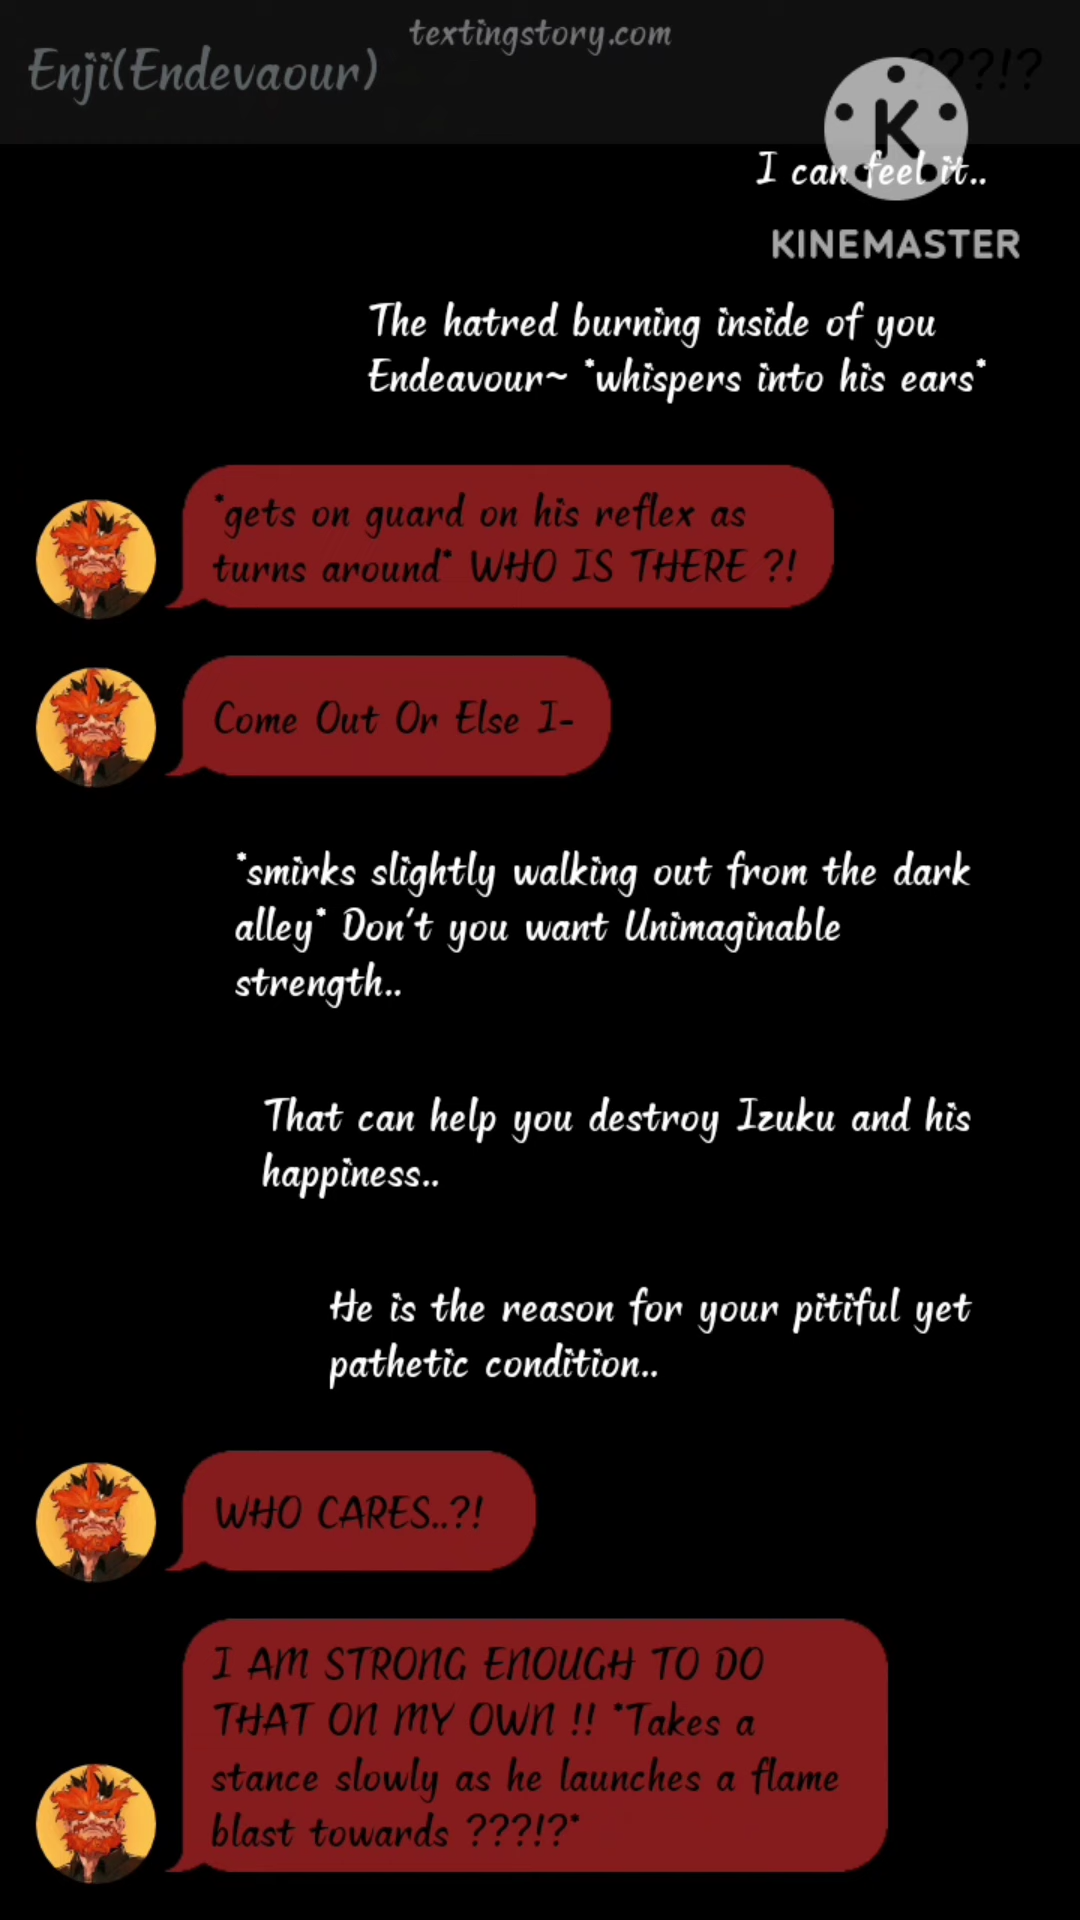 textingstory.com
Enji(Endevaour)
???!?
K
I can feel it..
KINEMASTER
The hatred burning inside of you
Endeavour~ *whispers into his ears*
*gets on guard on his reflex as
turns around* WHO IS THERE ?!
Come Out Or Else I-
*smirks slightly walking out from the dark
alley* Don't you want Unimaginable
strength..
That can help you destroy Izuku and his
happiness..
He is the reason for your pitiful yet
pathetic condition..
WHO CARES..?!
I AM STRONG ENOUGH TO DO
THAT ON MY OWN !! *Takes a
stance slowly as he launches a flame
blast towards ???!?*